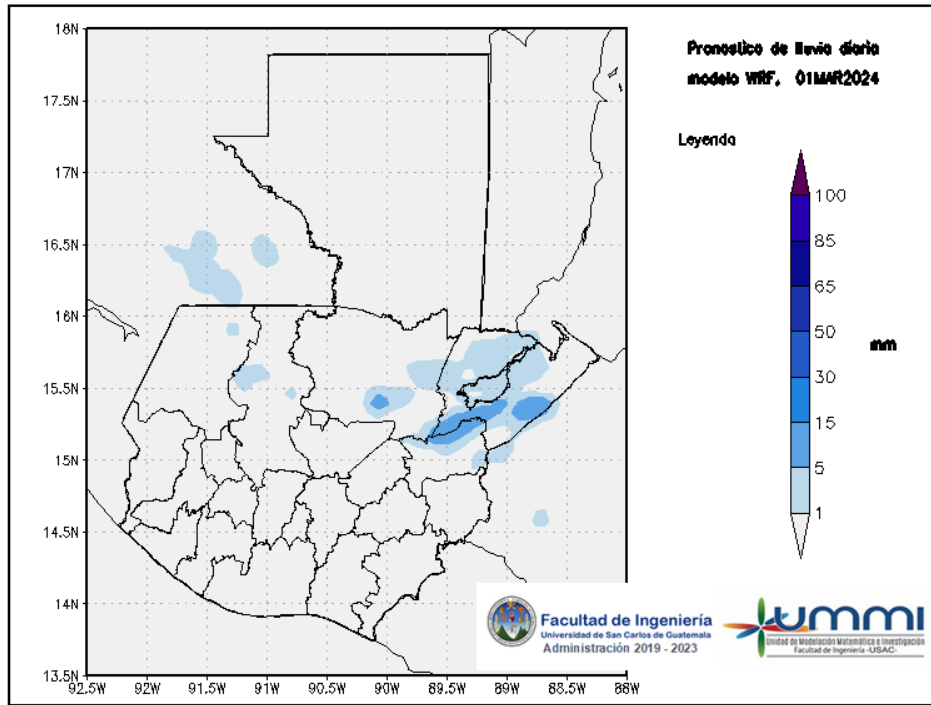 Pronostico de lluvia diaria
modelo WRF, 01MAR2024
Leyenda
100
85
65
50
30
15
5
1
mm
18N
17.5N
17N
16.5N
16N
15.5N
15N
14.5N
14N
13.5N
92.5W 92W 91.5W 91W 90.5W 90W 89.5W 89W 88.5W 88W
Facultad de Ingeniería
Universidad de San Carlos de Guatemala
Administración 2019 - 2023
ummi
Unidad de Modelación Matemática e Investigación
Facultad de Ingeniería -USAC-